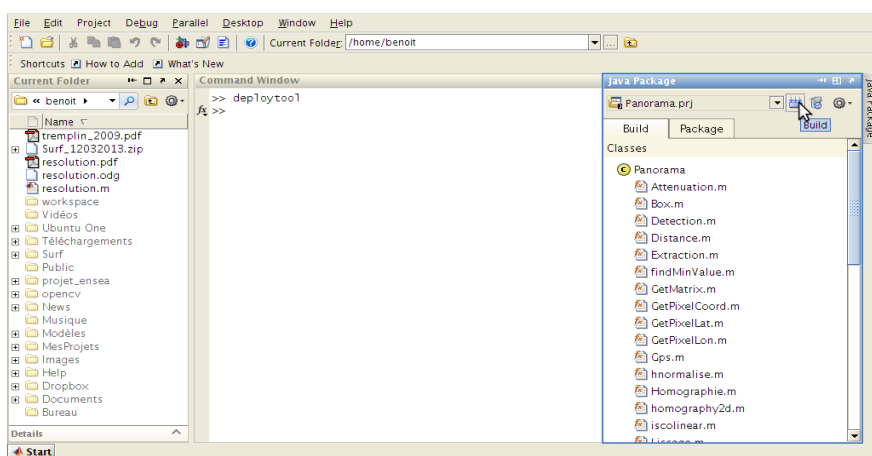 File Edit Project Debug Parallel Desktop Window Help
Current Folder: /home/benoit
Shortcuts How to Add What's New
Current Folder
« benoit
Name
tremplin_2009.pdf
Surf_12032013.zip
resolution.pdf
resolution.odg
resolution.m
workspace
Vidéos
Ubuntu One
Téléchargements
Surf
Public
projet_ensea
opencv
News
Musique
Modèles
MesProjets
Images
Help
Dropbox
Documents
Bureau
Details
Start
Command Window
>> deploytool
fx >>
Java Package
Panorama.prj
Build
Build Package
Classes
Panorama
Attenuation.m
Box.m
Detection.m
Distance.m
Extraction.m
findMinValue.m
GetMatrix.m
GetPixelCoord.m
GetPixelLat.m
GetPixelLon.m
Gps.m
hnormalise.m
Homographie.m
homography2d.m
iscolinear.m
Java Package